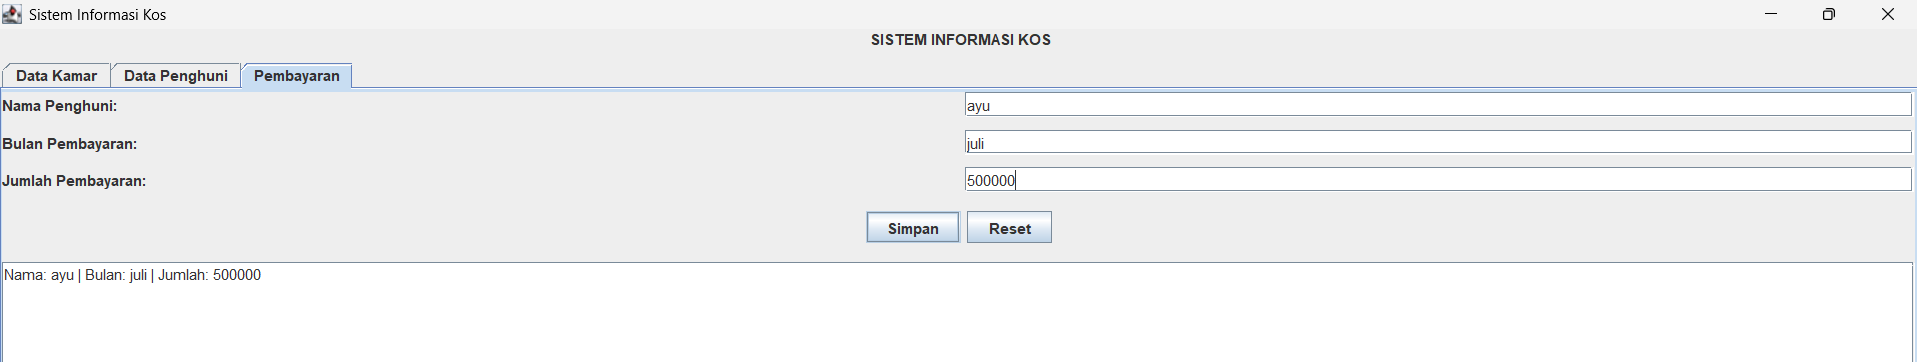 Sistem Informasi Kos
SISTEM INFORMASI KOS
Data Kamar Data Penghuni Pembayaran
Nama Penghuni: ayu
Bulan Pembayaran: juli
Jumlah Pembayaran: 500000
Simpan Reset
Nama: ayu | Bulan: juli | Jumlah: 500000